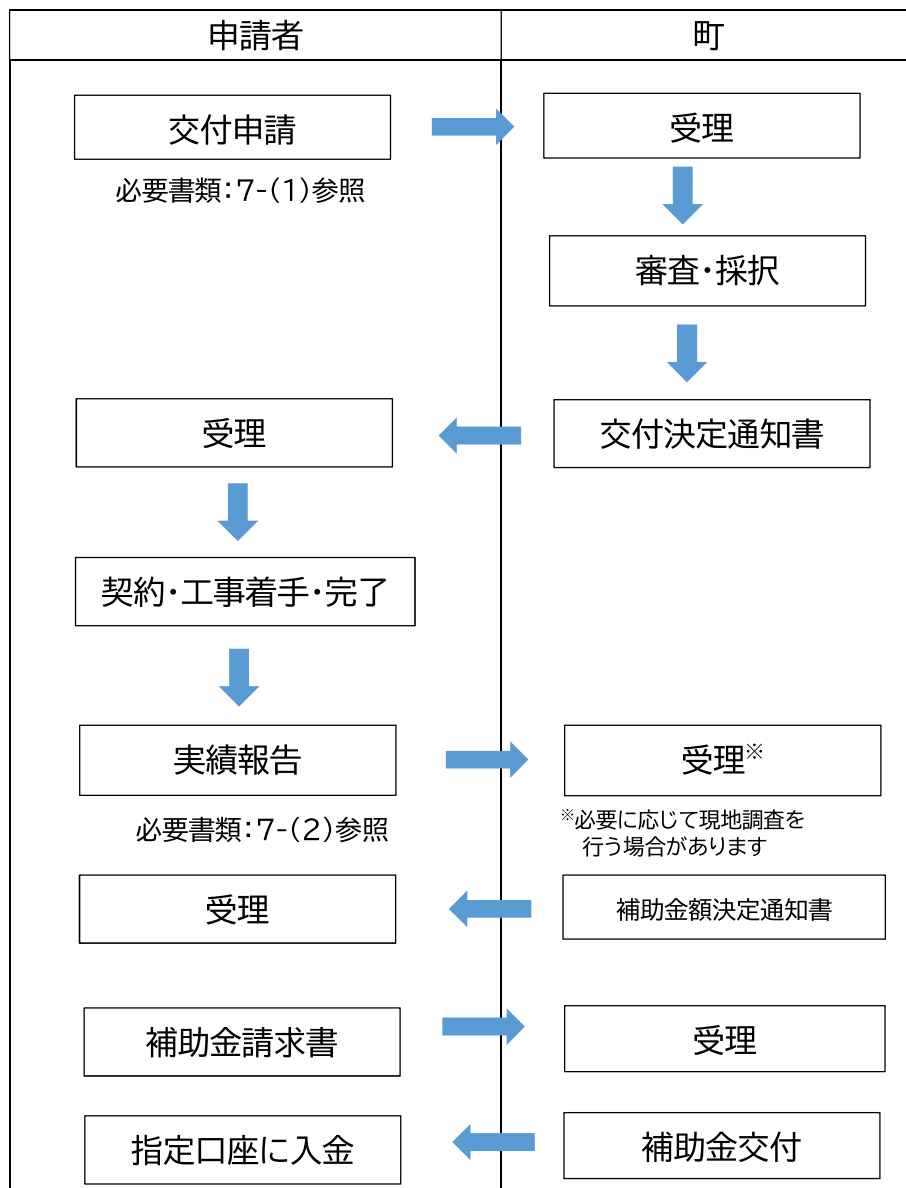 申請者
町
交付申請
受理
必要書類:7-(1)参照
審査・採択
受理
交付決定通知書
契約・工事着手・完了
実績報告
受理※
必要書類:7-(2)参照
※必要に応じて現地調査を
行う場合があります
受理
補助金額決定通知書
補助金請求書
受理
指定口座に入金
補助金交付